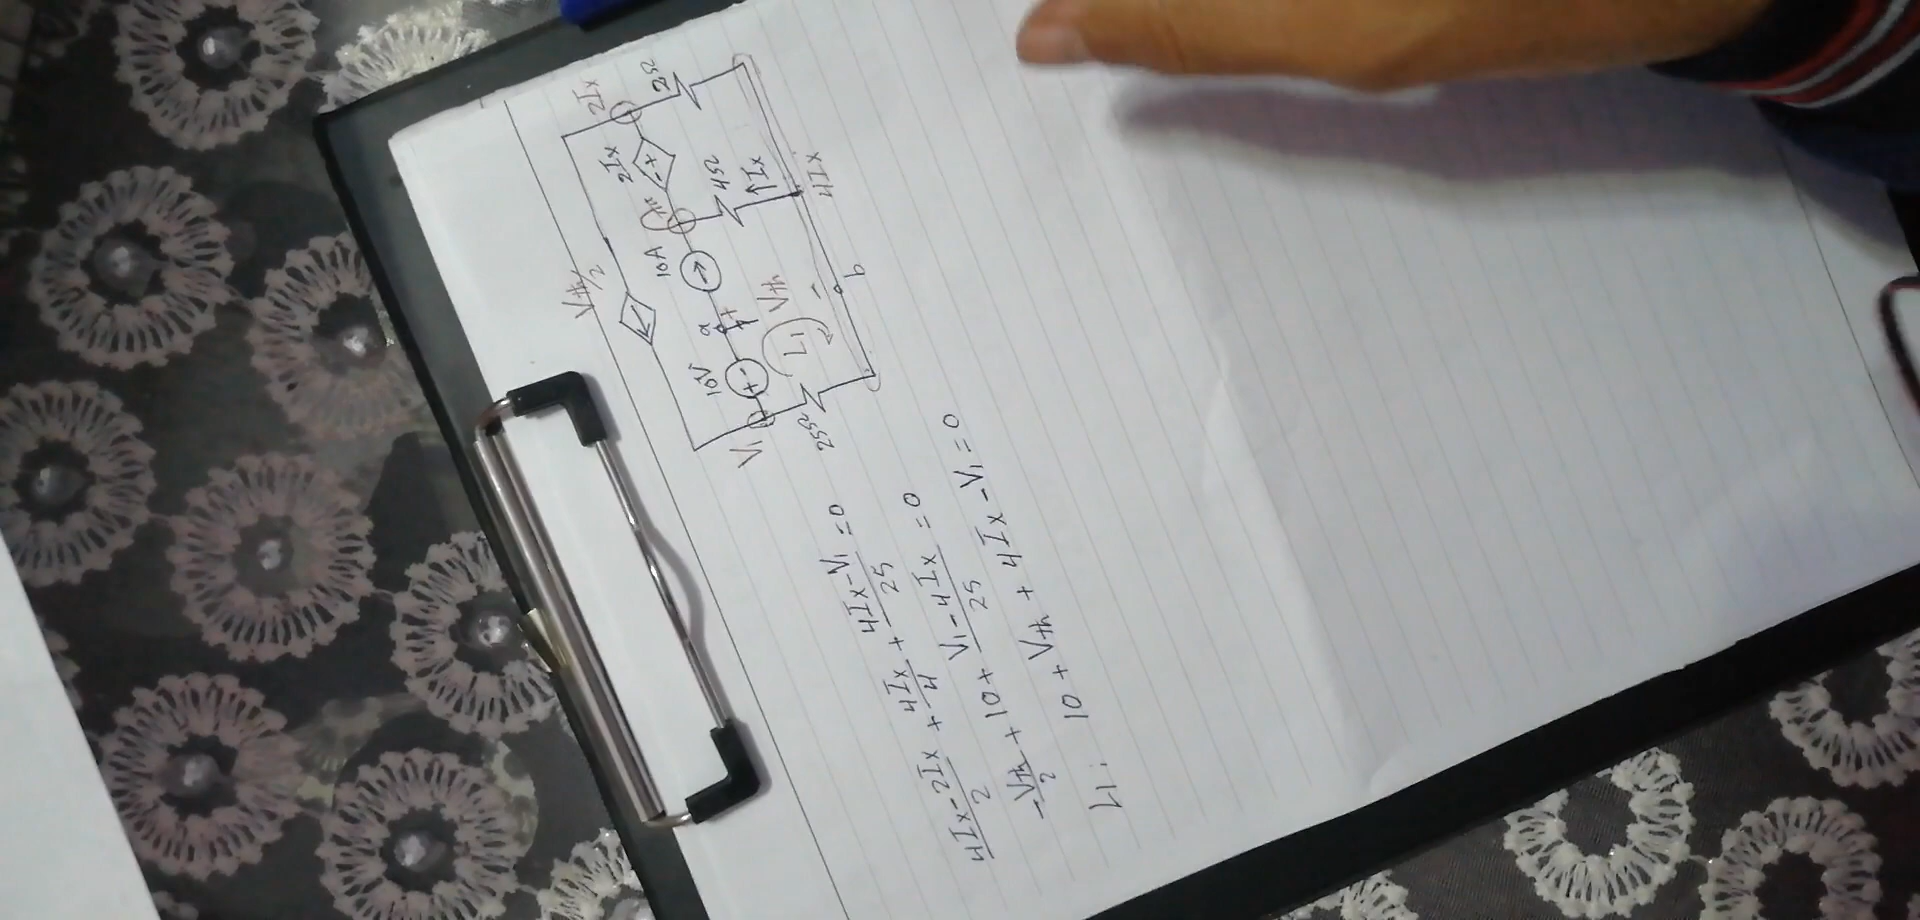 Vth/2
2Ix
10V
a
10A
2Ix
2Ω
V1
+ -
+
- +
25Ω
L1
Vth
-
4Ω
Ix
b
4Ix
(4Ix-2Ix)/2 + 4Ix/4 + (4Ix-V1)/25 = 0
-Vth/2 + 10 + (V1-4Ix)/25 = 0
L1: 10 + Vth + 4Ix - V1 = 0